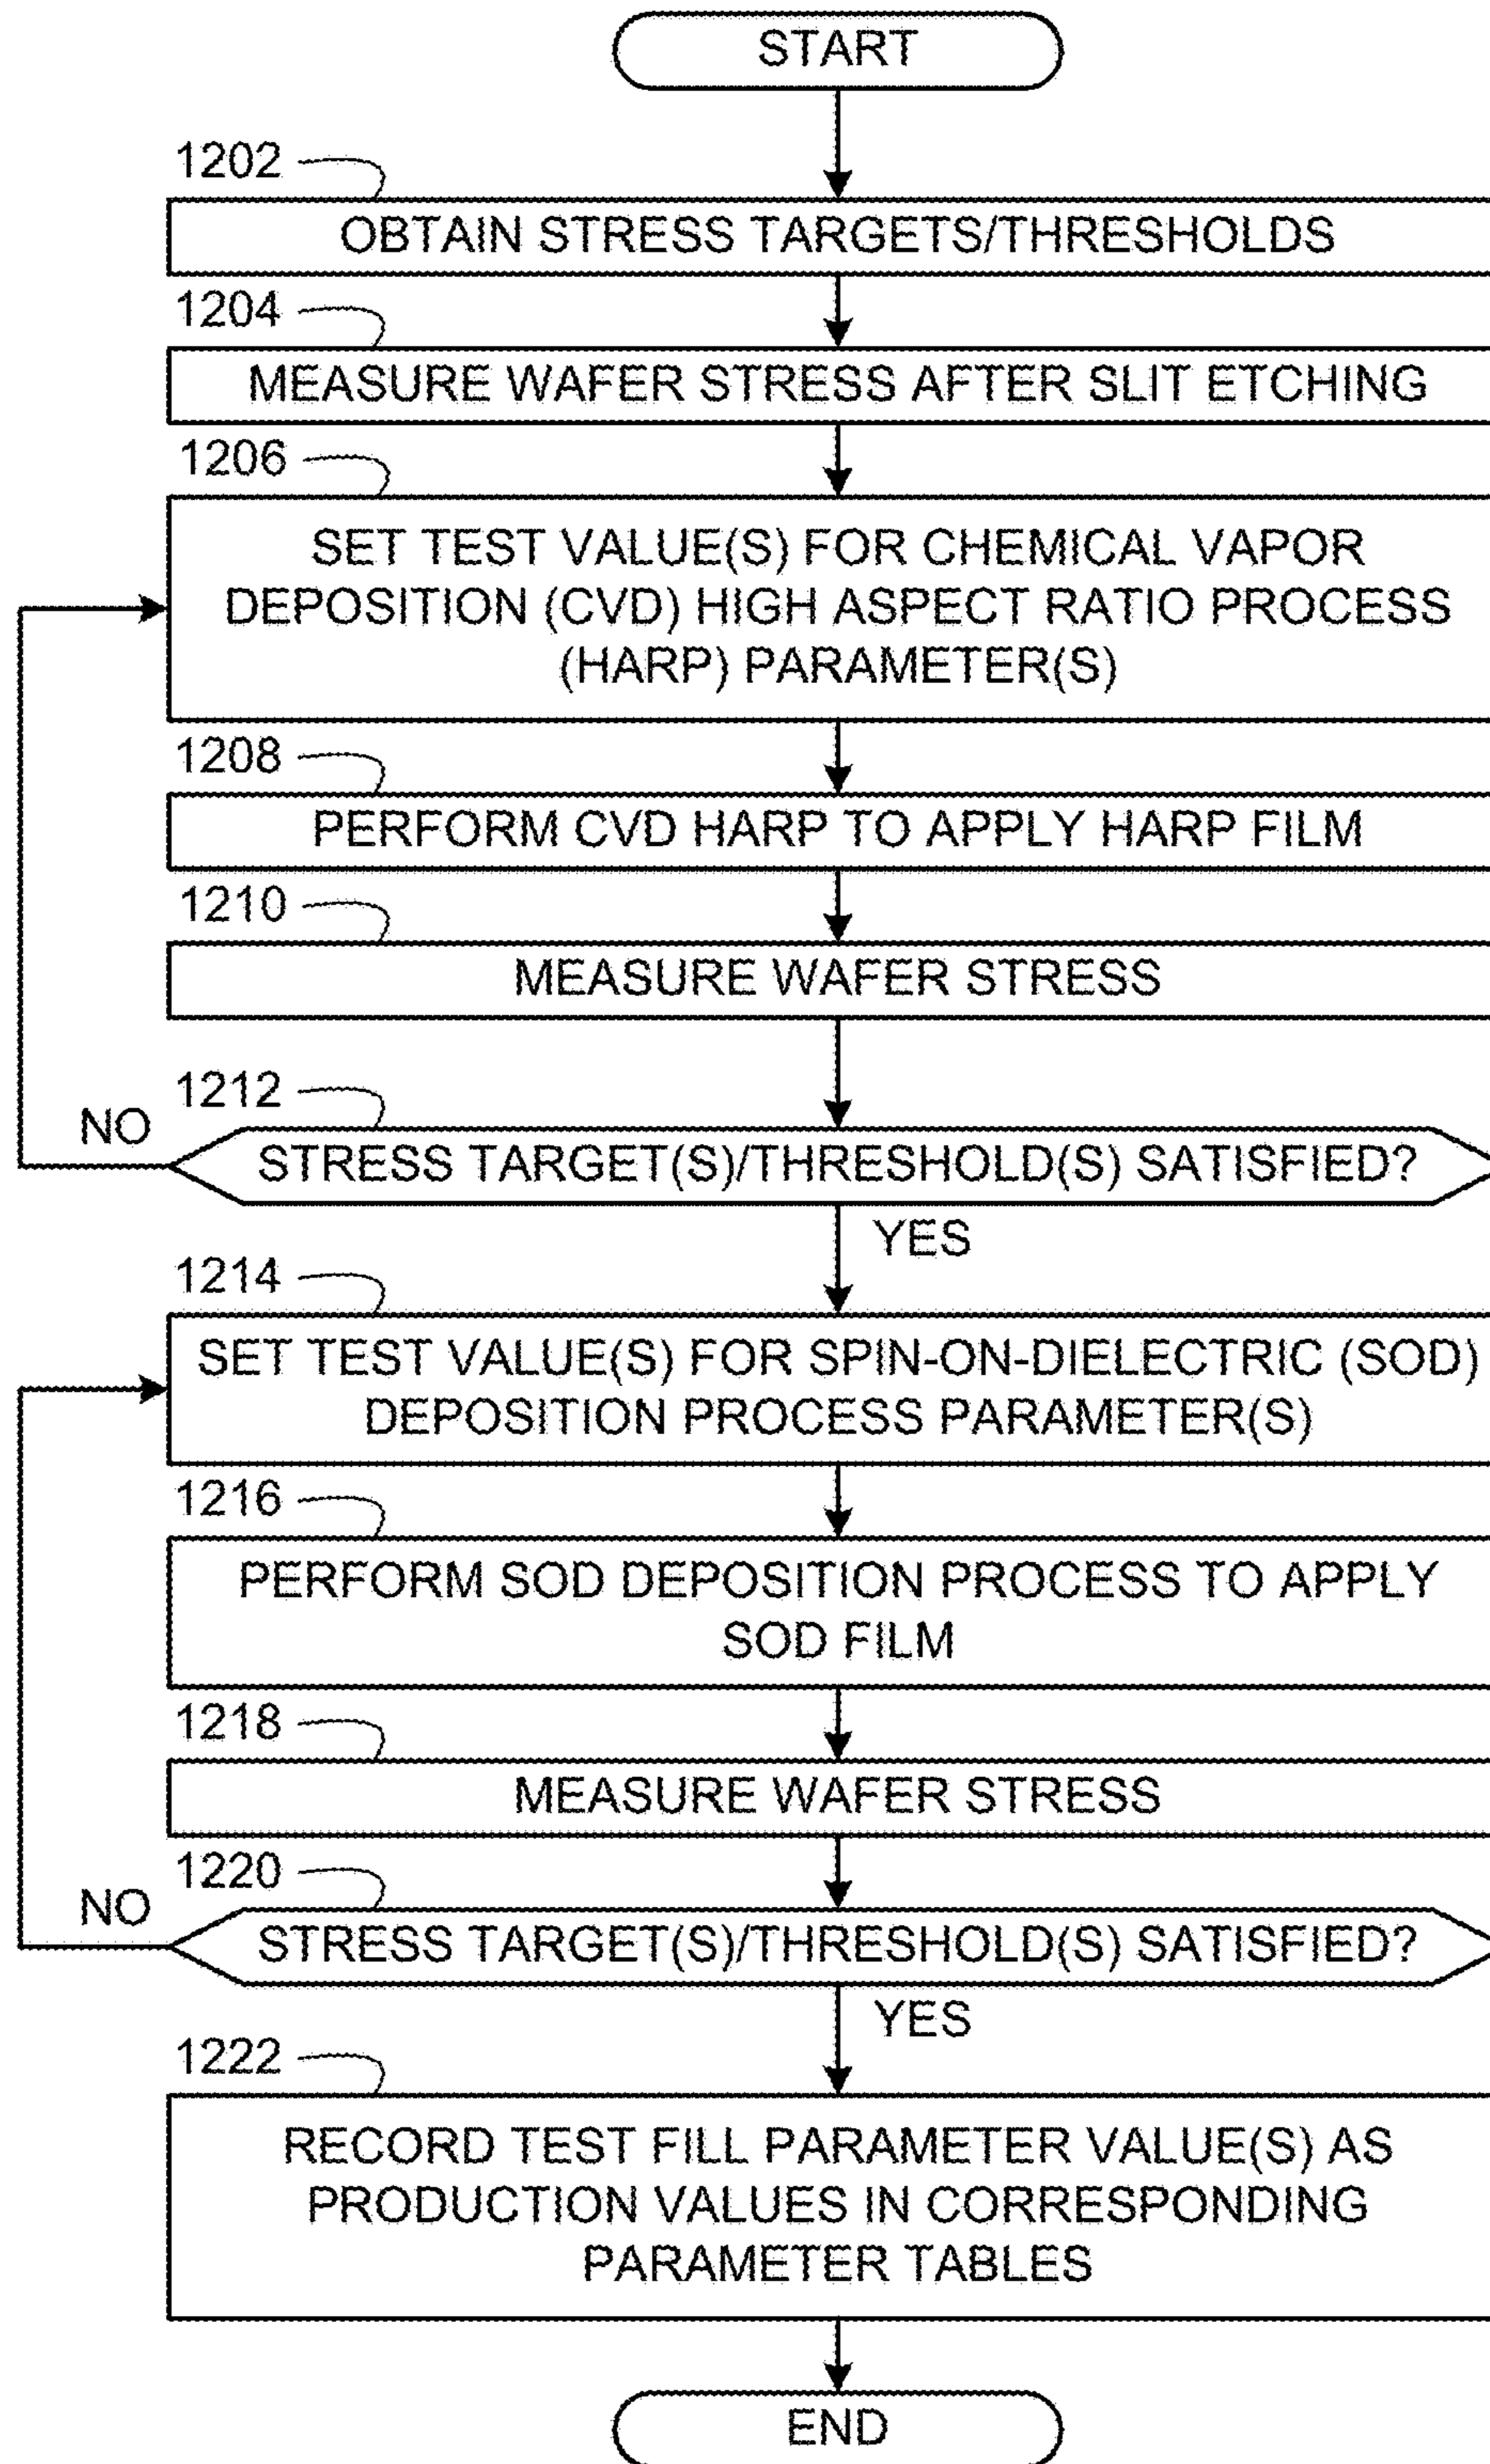 START
1202
OBTAIN STRESS TARGETS/THRESHOLDS
1204
MEASURE WAFER STRESS AFTER SLIT ETCHING
1206
SET TEST VALUE(S) FOR CHEMICAL VAPOR
DEPOSITION (CVD) HIGH ASPECT RATIO PROCESS
(HARP) PARAMETER(S)
1208
PERFORM CVD HARP TO APPLY HARP FILM
1210
MEASURE WAFER STRESS
1212
NO
STRESS TARGET(S)/THRESHOLD(S) SATISFIED?
YES
1214
SET TEST VALUE(S) FOR SPIN-ON-DIELECTRIC (SOD)
DEPOSITION PROCESS PARAMETER(S)
1216
PERFORM SOD DEPOSITION PROCESS TO APPLY
SOD FILM
1218
MEASURE WAFER STRESS
1220
NO
STRESS TARGET(S)/THRESHOLD(S) SATISFIED?
YES
1222
RECORD TEST FILL PARAMETER VALUE(S) AS
PRODUCTION VALUES IN CORRESPONDING
PARAMETER TABLES
END